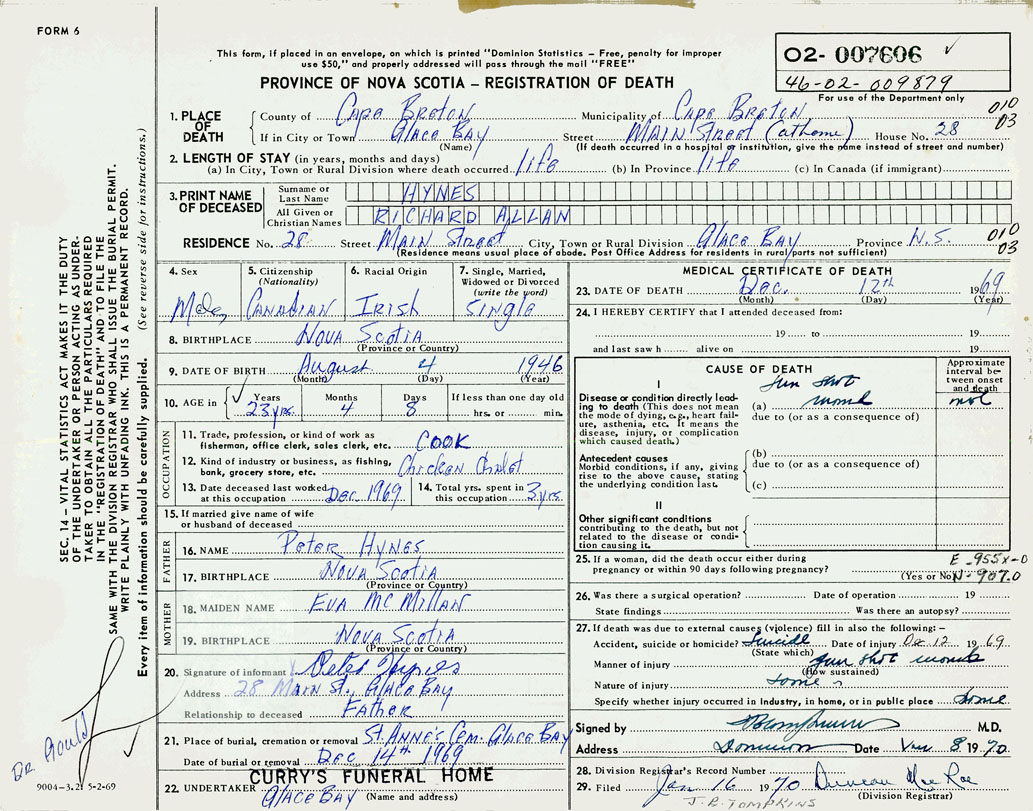 FORM 6
This form, if placed in an envelope, on which is printed "Dominion Statistics – Free, penalty for improper
use $50," and properly addressed will pass through the mail "FREE"
PROVINCE OF NOVA SCOTIA – REGISTRATION OF DEATH
02- 007606
46-02-009879
For use of the Department only
1. PLACE OF DEATH
County of Cape Breton Municipality of Cape Breton 010
If in City or Town Glace Bay Street Main Street (at home) House No. 28 03
(Name) (If death occurred in a hospital or institution, give the name instead of street and number)
2. LENGTH OF STAY (in years, months and days)
(a) In City, Town or Rural Division where death occurred life (b) In Province life (c) In Canada (if immigrant)
3. PRINT NAME OF DECEASED
Surname or Last Name HYNES
All Given or Christian Names RICHARD ALLAN
RESIDENCE No. 28 Street Main Street City, Town or Rural Division Glace Bay Province N.S. 010
(Residence means usual place of abode. Post Office Address for residents in rural parts not sufficient) 03
SEC. 14 – VITAL STATISTICS ACT MAKES IT THE DUTY
OF THE UNDERTAKER OR PERSON ACTING AS UNDER-
TAKER TO OBTAIN ALL THE PARTICULARS REQUIRED
IN THE "REGISTRATION OF DEATH" AND TO FILE THE
SAME WITH THE DIVISION REGISTRAR WHO SHALL ISSUE THE BURIAL PERMIT.
WRITE PLAINLY WITH UNFADING INK. THIS IS A PERMANENT RECORD.
Every item of information should be carefully supplied. (See reverse side for instructions.)
4. Sex
Male
5. Citizenship
(Nationality)
Canadian
6. Racial Origin
Irish
7. Single, Married,
Widowed or Divorced
(write the word)
Single
8. BIRTHPLACE Nova Scotia
(Province or Country)
9. DATE OF BIRTH August 4 1946
(Month) (Day) (Year)
10. AGE in Years Months Days If less than one day old
23 yrs. 4 8 hrs. or min.
OCCUPATION
11. Trade, profession, or kind of work as
fisherman, office clerk, sales clerk, etc. COOK
12. Kind of industry or business, as fishing,
bank, grocery store, etc. Chicken Chalet
13. Date deceased last worked
at this occupation Dec. 1969
14. Total yrs. spent in
this occupation 3 yrs.
15. If married give name of wife
or husband of deceased
FATHER
16. NAME Peter Hynes
17. BIRTHPLACE Nova Scotia
(Province or Country)
MOTHER
18. MAIDEN NAME Eva McMillan
19. BIRTHPLACE Nova Scotia
(Province or Country)
20. Signature of informant Peter Hynes
Address 28 Main St., Glace Bay
Relationship to deceased Father
21. Place of burial, cremation or removal St. Anne's Cem. Glace Bay
Date of burial or removal Dec 14th 1969
CURRY'S FUNERAL HOME
22. UNDERTAKER Glace Bay (Name and address)
Dr Gould
9004-3.21 5-2-69
MEDICAL CERTIFICATE OF DEATH
23. DATE OF DEATH Dec. 12th 1969
(Month) (Day) (Year)
24. I HEREBY CERTIFY that I attended deceased from:
19 to 19
and last saw h alive on 19
CAUSE OF DEATH
Approximate
interval be-
tween onset
and death
I
Disease or condition directly lead-
ing to death (This does not mean
the mode of dying, e.g., heart fail-
ure, asthenia, etc. It means the
disease, injury, or complication
which caused death.)
Gun shot
(a) wound
due to (or as a consequence of)
Antecedent causes
Morbid conditions, if any, giving
rise to the above cause, stating
the underlying condition last.
(b)
due to (or as a consequence of)
(c)
II
Other significant conditions
contributing to the death, but not
related to the disease or condi-
tion causing it.
25. If a woman, did the death occur either during
pregnancy or within 90 days following pregnancy?
(Yes or No)
E-955X-0
N-907.0
26. Was there a surgical operation? Date of operation 19
State findings Was there an autopsy?
27. If death was due to external causes (violence) fill in also the following:–
Accident, suicide or homicide? Suicide Date of injury Dec 12 1969
(State which)
Manner of injury gun shot wound
(How sustained)
Nature of injury
Specify whether injury occurred in Industry, in home, or in public place home
Signed by M.D.
Address Dominion Date 8 1970
28. Division Registrar's Record Number
29. Filed Jan 16 1970 Duncan MacRae
(Division Registrar)
J.B. TOMPKINS